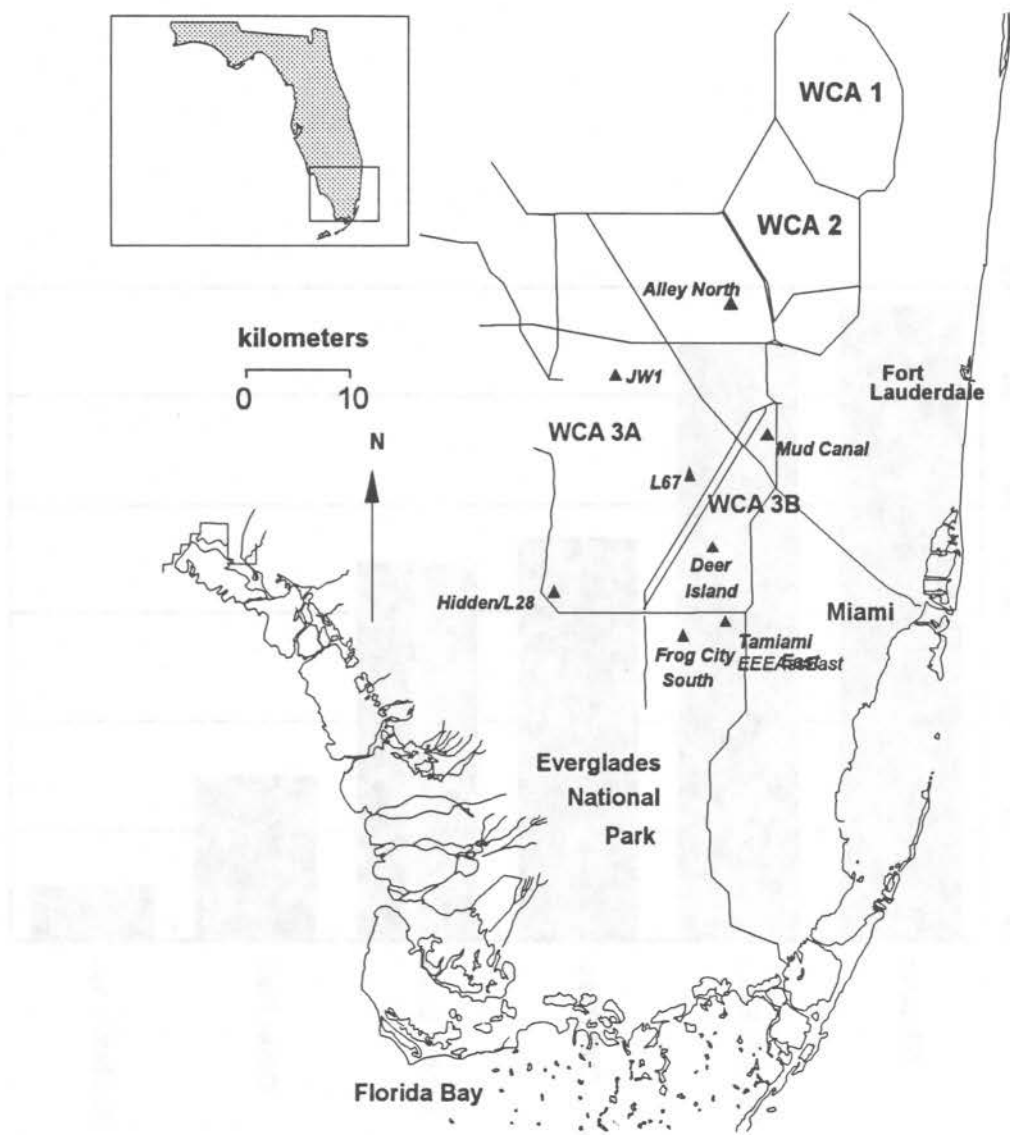 WCA 1
WCA 2
Alley North
kilometers
0 10
JW1
Fort
Lauderdale
N
WCA 3A
Mud Canal
L67
WCA 3B
Deer
Island
Hidden/L28
Miami
Tamiami
Frog City
South
Everglades
National
Park
Florida Bay